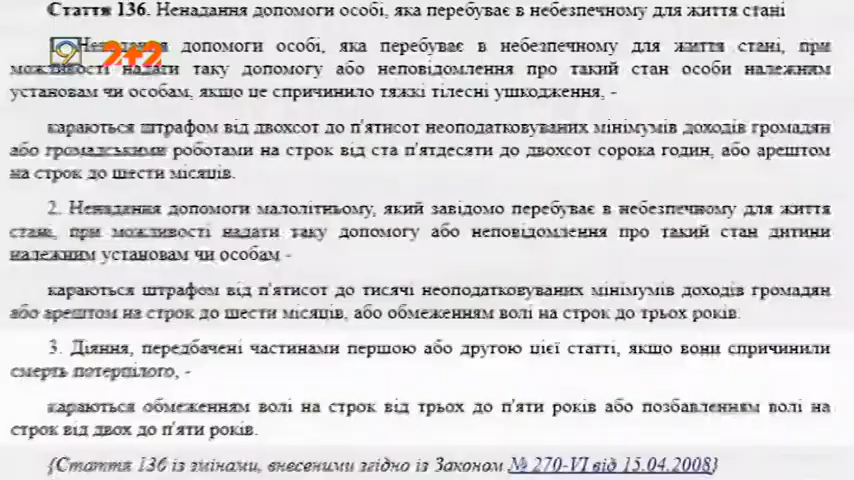 Стаття 136. Ненадання допомоги особі, яка перебуває в небезпечному для життя стані
Ненадання допомоги особі, яка перебуває в небезпечному для життя стані, при
можливості надати таку допомогу або неповідомлення про такий стан особи належним
установам чи особам, якщо це спричинило тяжкі тілесні ушкодження, -
караються штрафом від двохсот до п'ятисот неоподатковуваних мінімумів доходів громадян
або громадськими роботами на строк від ста п'ятдесяти до двохсот сорока годин, або арештом
на строк до шести місяців.
2. Ненадання допомоги малолітньому, який завідомо перебуває в небезпечному для життя
стані, при можливості надати таку допомогу або неповідомлення про такий стан дитини
належним установам чи особам -
караються штрафом від п'ятисот до тисячі неоподатковуваних мінімумів доходів громадян
або арештом на строк до шести місяців, або обмеженням волі на строк до трьох років.
3. Діяння, передбачені частинами першою або другою цієї статті, якщо вони спричинили
смерть потерпілого, -
караються обмеженням волі на строк від трьох до п'яти років або позбавленням волі на
строк від двох до п'яти років.
{Стаття 136 із змінами, внесеними згідно із Законом № 270-VI від 15.04.2008}
9 2+2